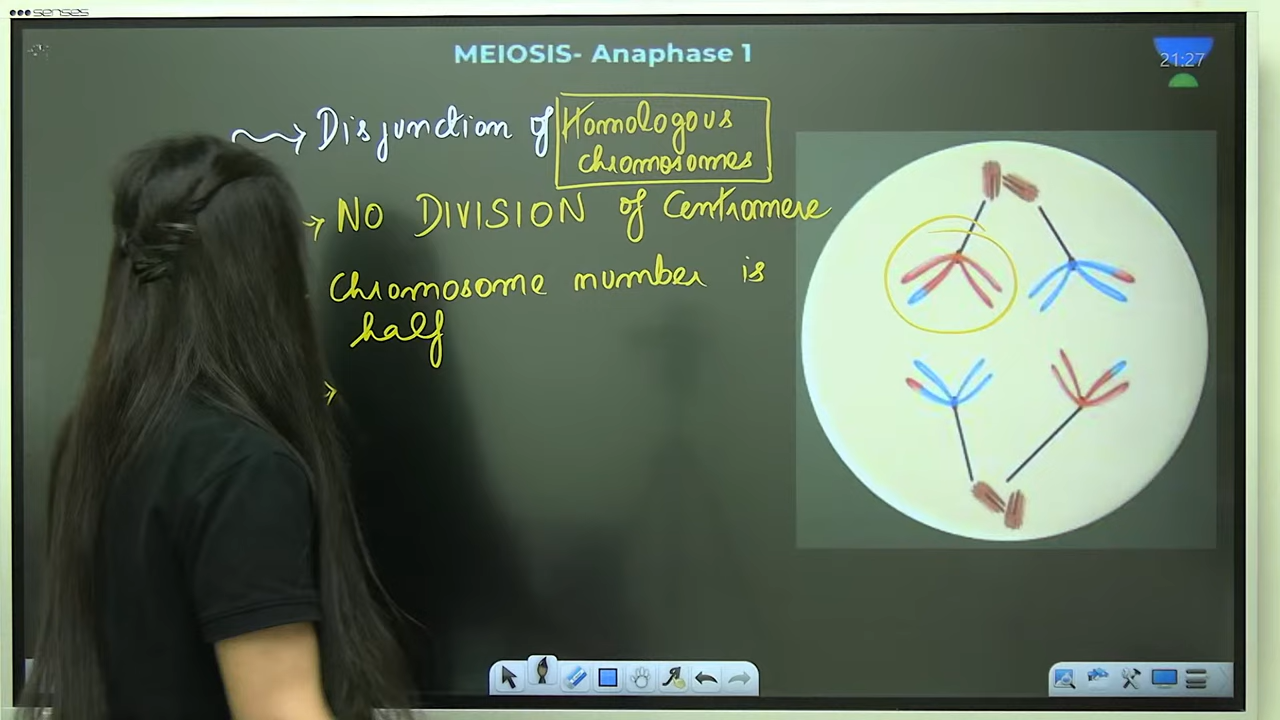 senses
MEIOSIS- Anaphase 1
21:27
Disjunction of Homologous
chromosomes
NO DIVISION of Centromere
Chromosome number is
half